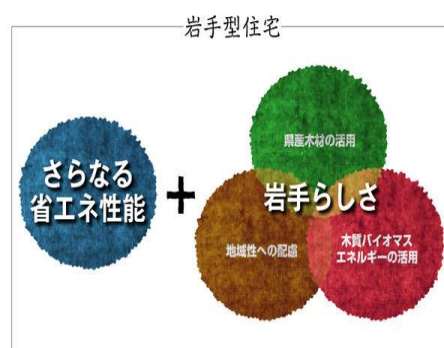 岩手型住宅
さらなる
省エネ性能
+
県産木材の活用
岩手らしさ
地域性への配慮
木質バイオマス
エネルギーの活用